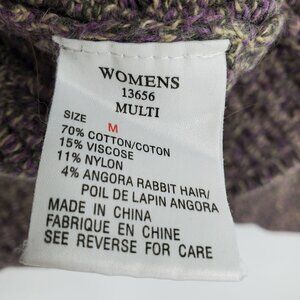 WOMENS
13656
MULTI
SIZE M
70% COTTON/COTON
15% VISCOSE
11% NYLON
4% ANGORA RABBIT HAIR/
POIL DE LAPIN ANGORA
MADE IN CHINA
FABRIQUE EN CHINE
SEE REVERSE FOR CARE